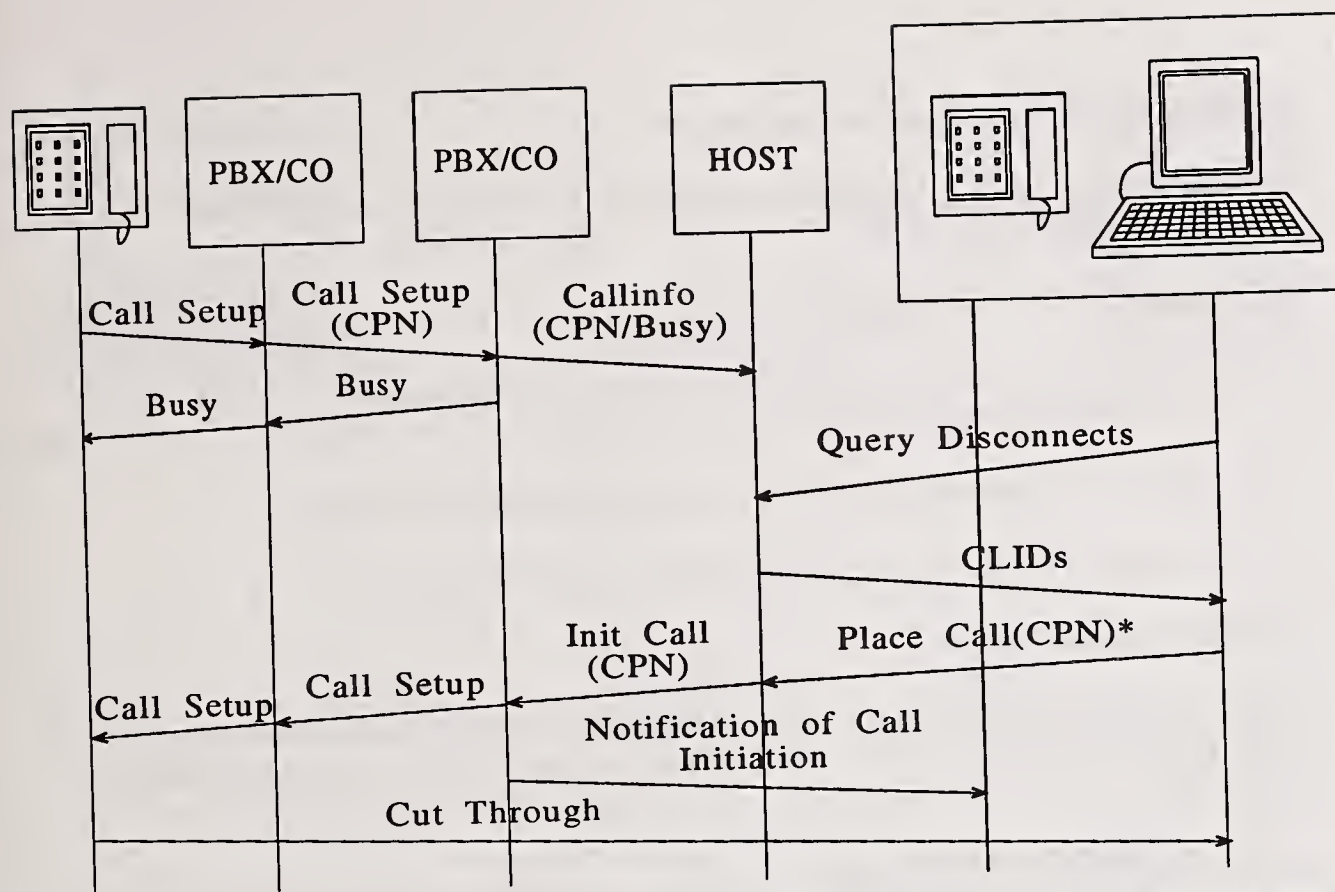 PBX/CO
PBX/CO
HOST
Call Setup
Call Setup
(CPN)
Callinfo
(CPN/Busy)
Busy
Busy
Query Disconnects
CLIDs
Place Call(CPN)*
Init Call
(CPN)
Call Setup
Call Setup
Notification of Call
Initiation
Cut Through